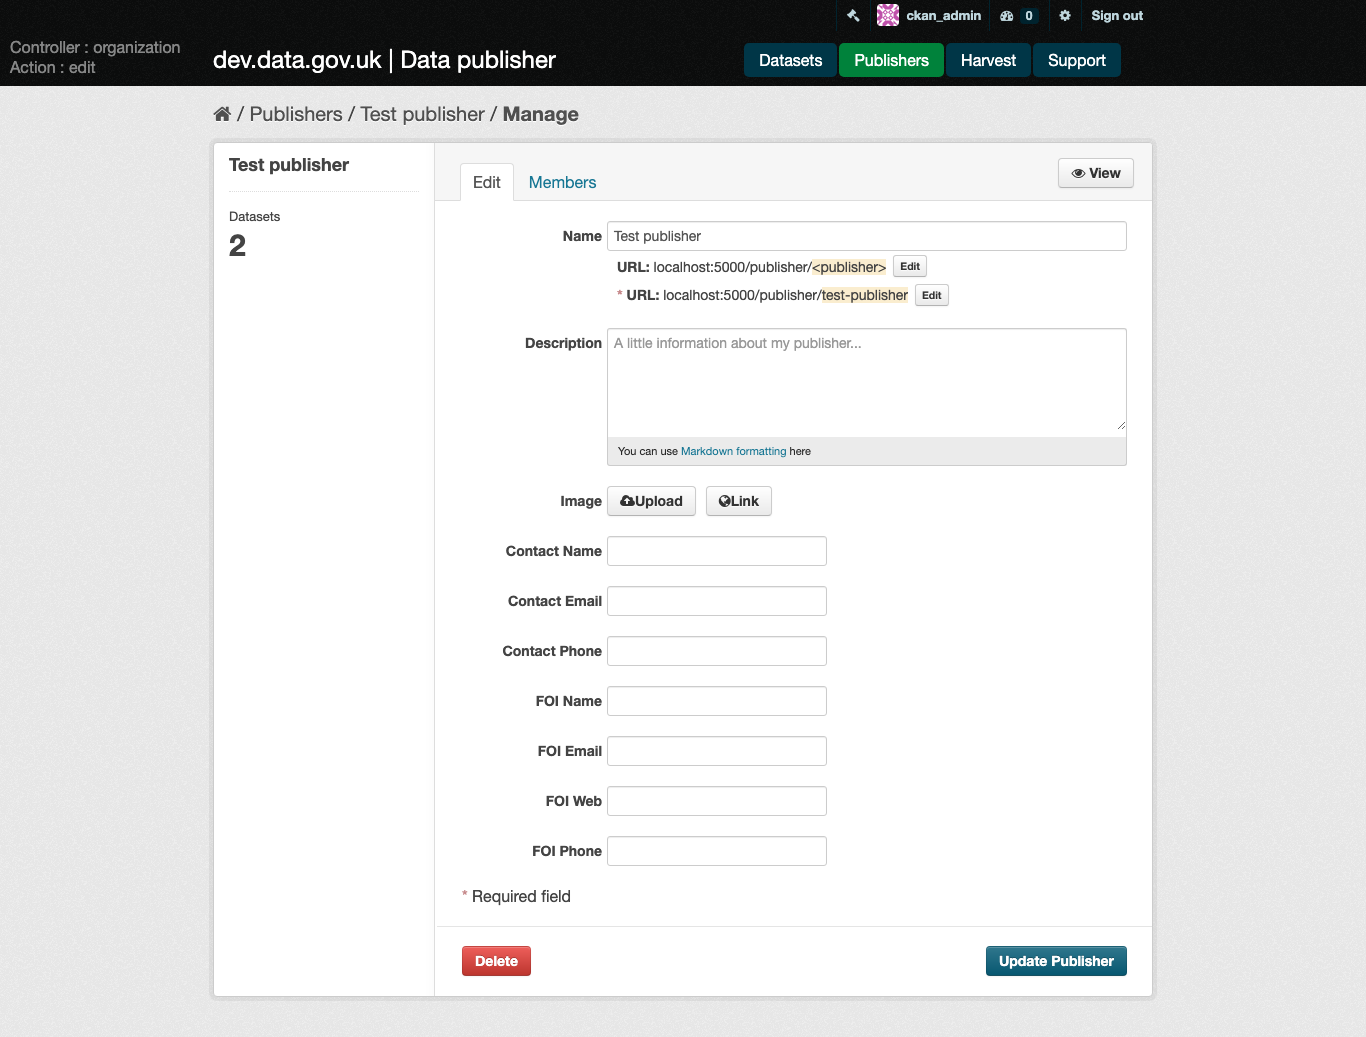 ckan_admin 0 Sign out
Controller : organization
Action : edit
dev.data.gov.uk | Data publisher
Datasets Publishers Harvest Support
/ Publishers / Test publisher / Manage
Test publisher
Datasets
2
Edit Members View
Name Test publisher
URL: localhost:5000/publisher/<publisher> Edit
* URL: localhost:5000/publisher/test-publisher Edit
Description A little information about my publisher...
You can use Markdown formatting here
Image Upload Link
Contact Name
Contact Email
Contact Phone
FOI Name
FOI Email
FOI Web
FOI Phone
* Required field
Delete Update Publisher